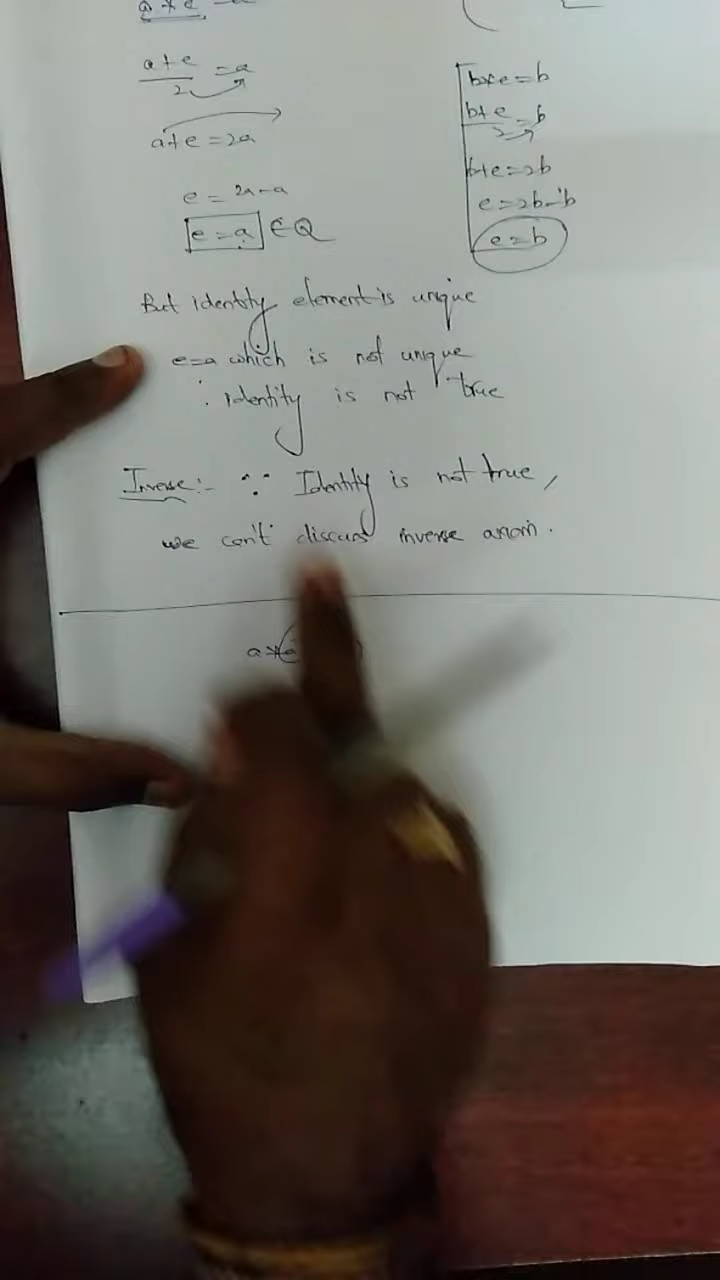 a * e = a
a+e/2 = a
a+e = 2a
e = 2a-a
e = a ∈ Q
b*e = b
b+e/2 = b
b+e = 2b
e = 2b-b
e = b
But identity element is unique
e=a which is not unique
∴ identity is not true
Inverse:- ∵ Identity is not true,
we can't discuss inverse axiom.
a*